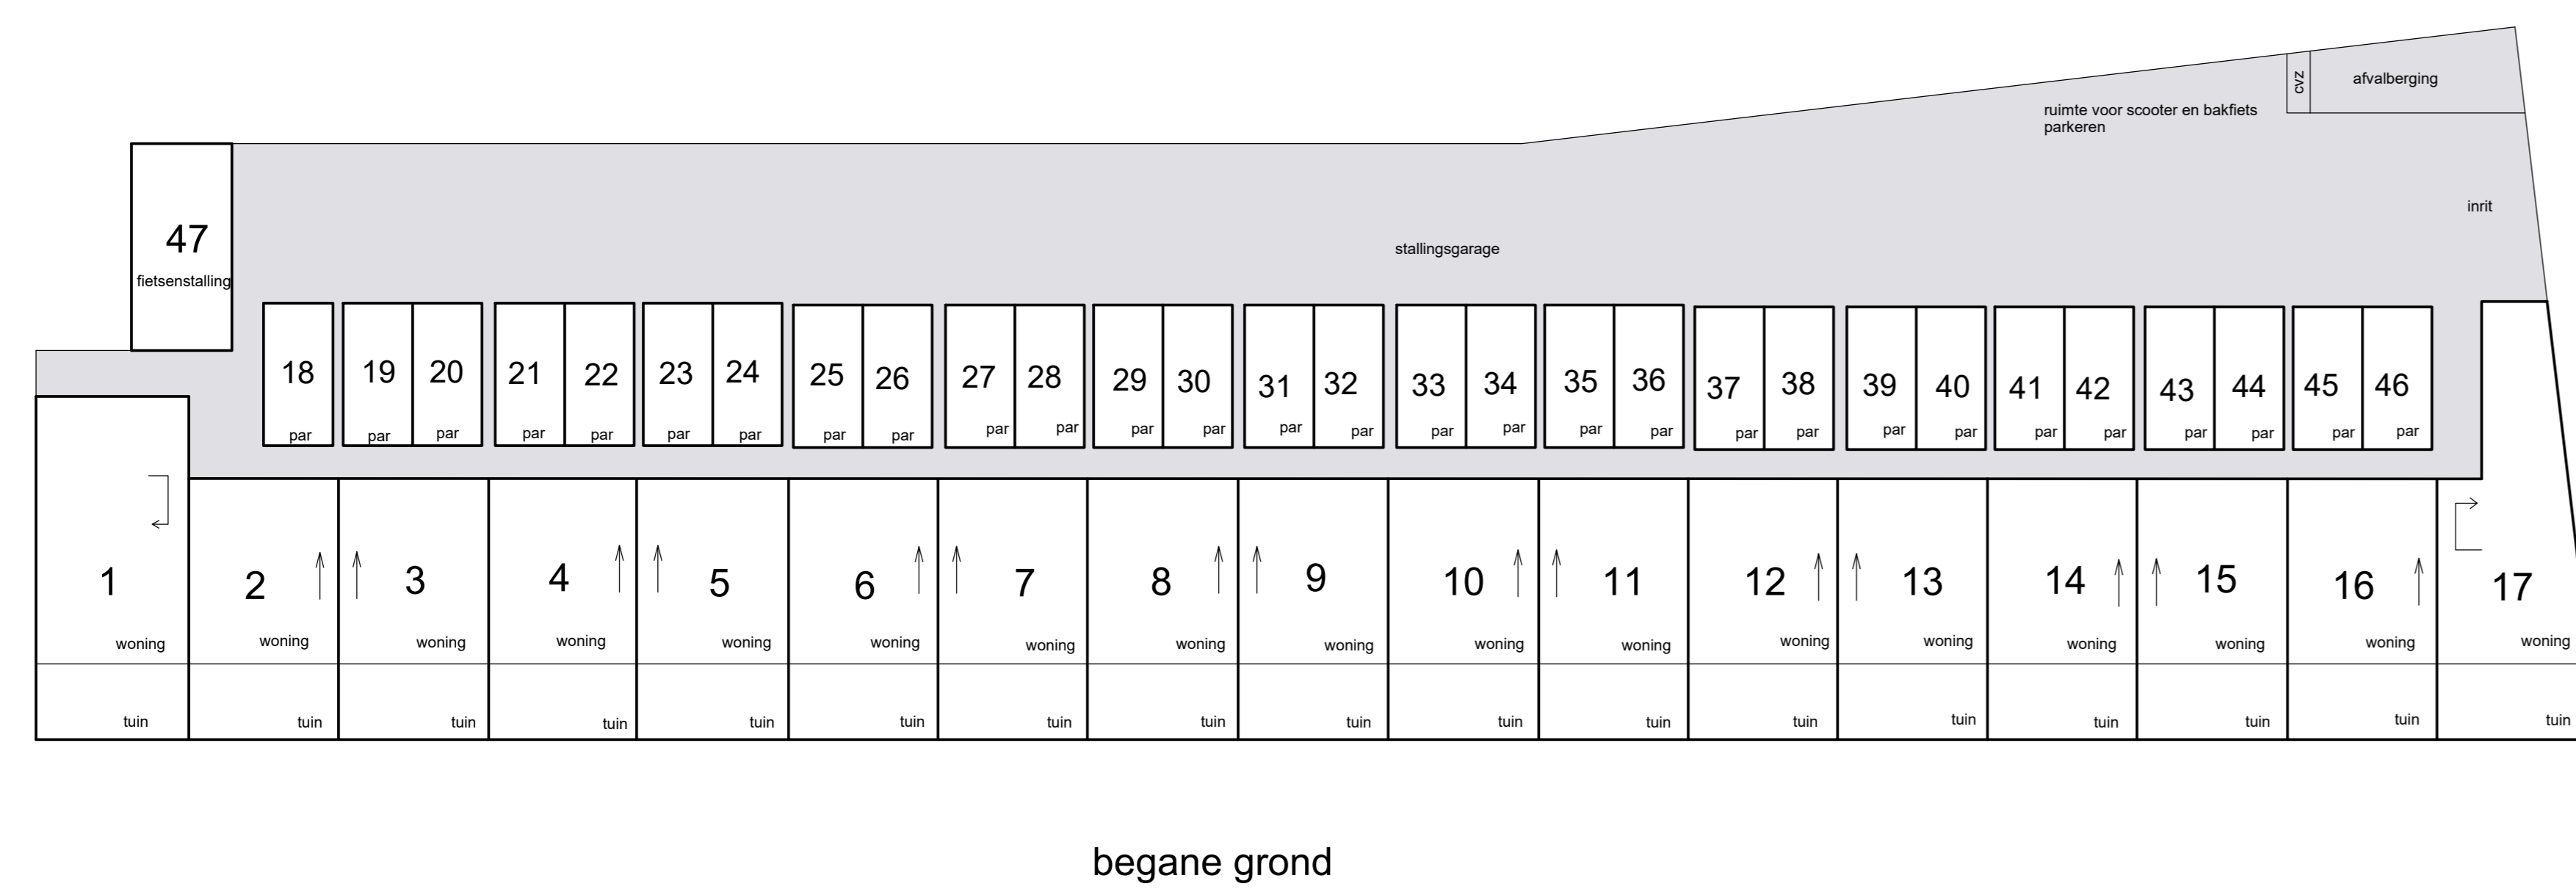 cvz
afvalberging
ruimte voor scooter en bakfiets
parkeren
inrit
47
fietsenstalling
stallingsgarage
18 19 20 21 22 23 24 25 26 27 28 29 30 31 32 33 34 35 36 37 38 39 40 41 42 43 44 45 46
par par par par par par par par par par par par par par par par par par par par par par par par par par par par par
1 2 3 4 5 6 7 8 9 10 11 12 13 14 15 16 17
woning woning woning woning woning woning woning woning woning woning woning woning woning woning woning woning woning
tuin tuin tuin tuin tuin tuin tuin tuin tuin tuin tuin tuin tuin tuin tuin tuin tuin
begane grond